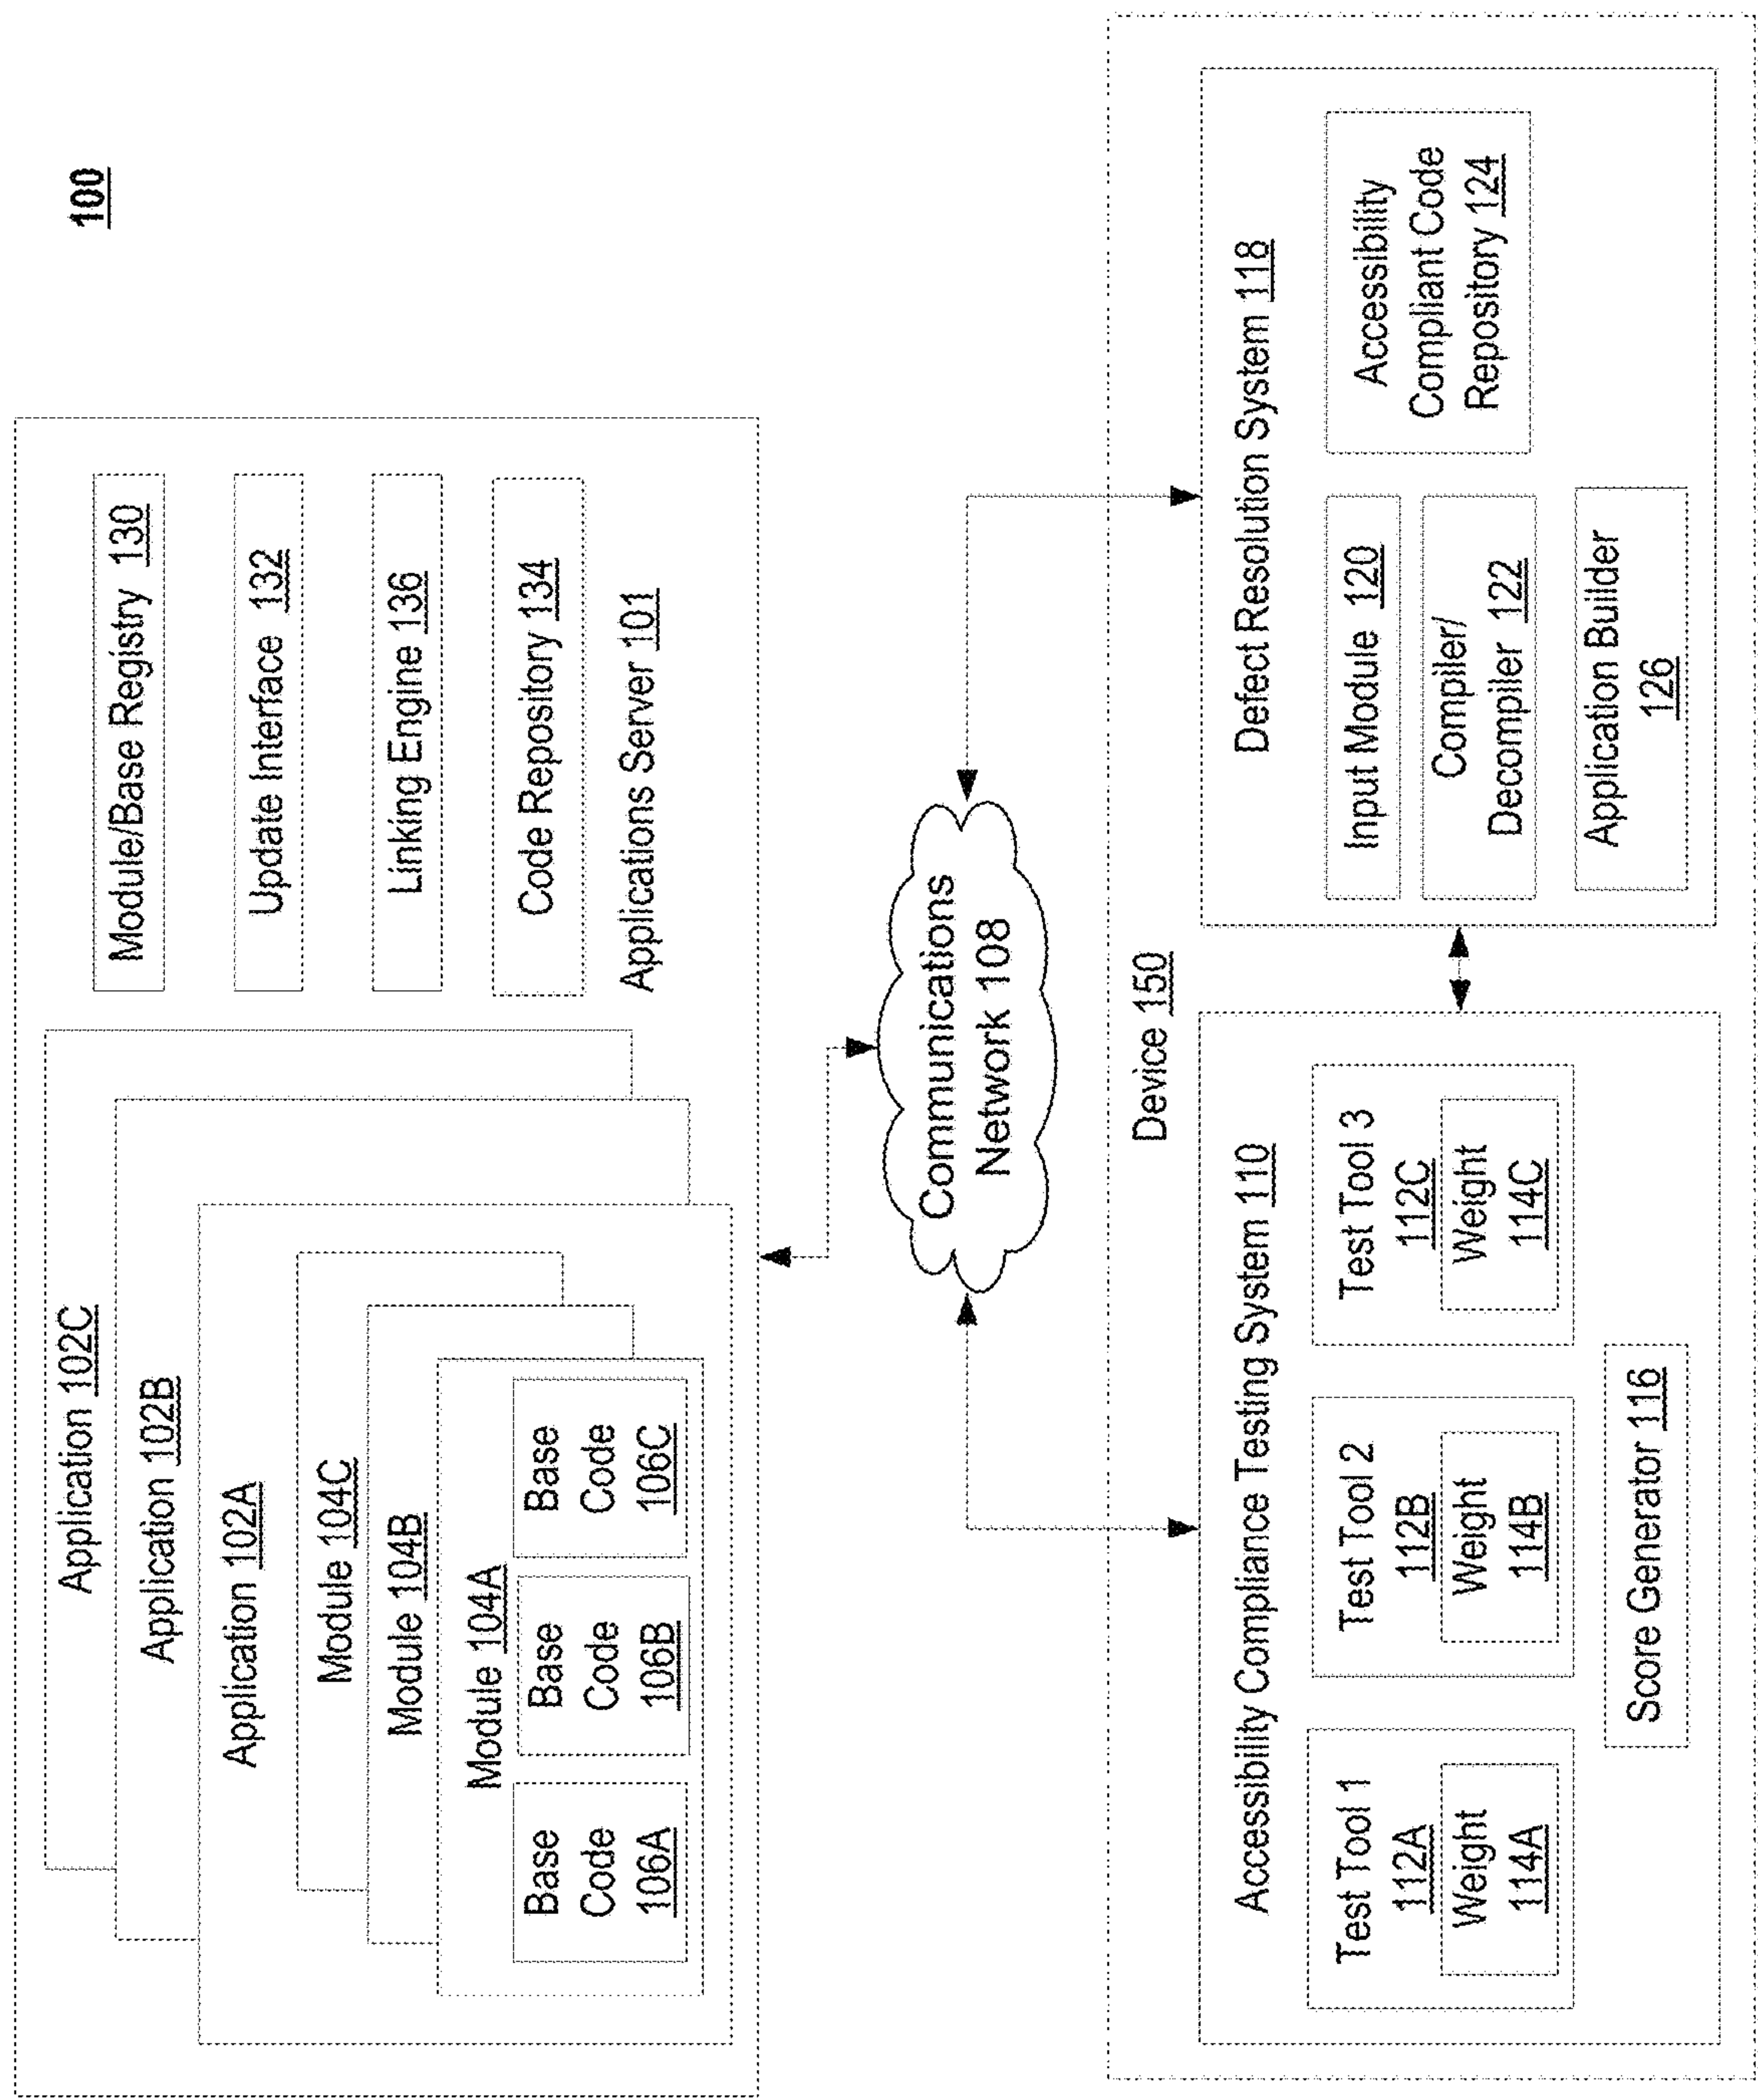 100
Application 102C
Application 102B
Application 102A
Module 104C
Module 104B
Module 104A
Base
Code
106A
Base
Code
106B
Base
Code
106C
Module/Base Registry 130
Update Interface 132
Linking Engine 136
Code Repository 134
Applications Server 101
Communications
Network 108
Device 150
Accessibility Compliance Testing System 110
Test Tool 1
112A
Weight
114A
Test Tool 2
112B
Weight
114B
Test Tool 3
112C
Weight
114C
Score Generator 116
Defect Resolution System 118
Input Module 120
Compiler/
Decompiler 122
Application Builder
126
Accessibility
Compliant Code
Repository 124